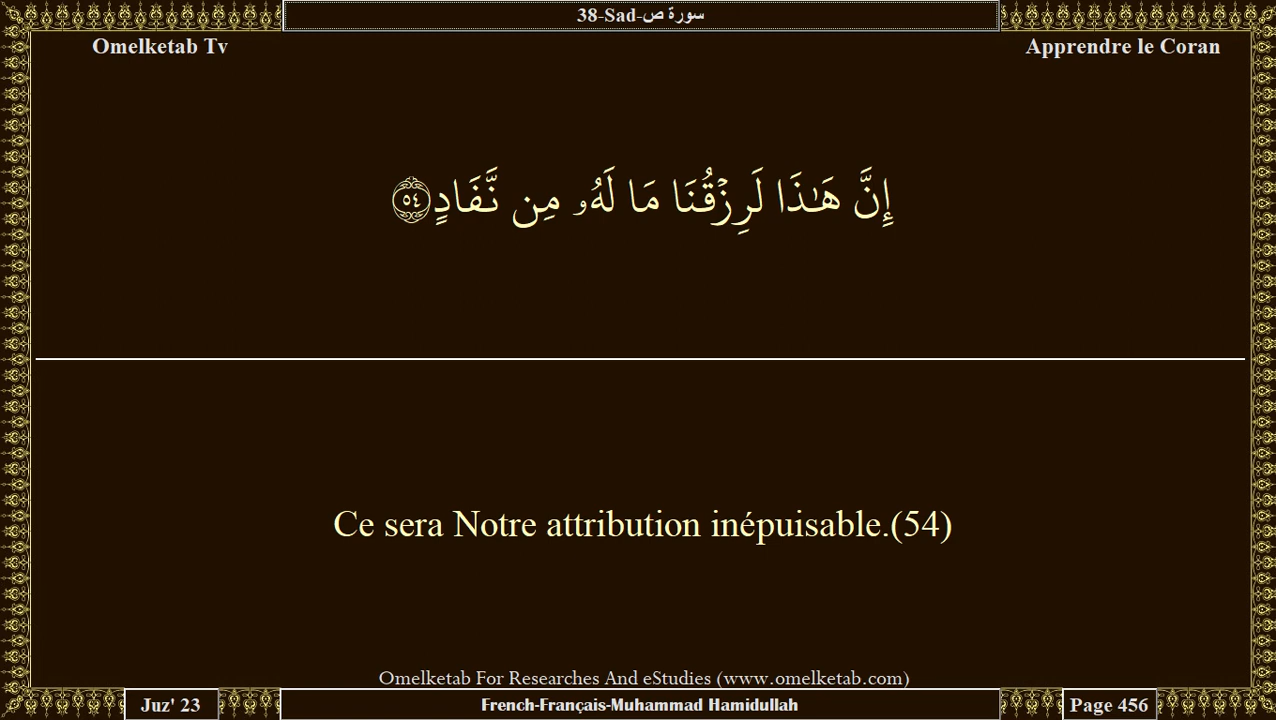 38-Sad-سورة ص
Omelketab Tv
Apprendre le Coran
إِنَّ هَٰذَا لَرِزْقُنَا مَا لَهُۥ مِن نَّفَادٍ ٥٤
Ce sera Notre attribution inépuisable.(54)
Omelketab For Researches And eStudies (www.omelketab.com)
Juz' 23
French-Français-Muhammad Hamidullah
Page 456